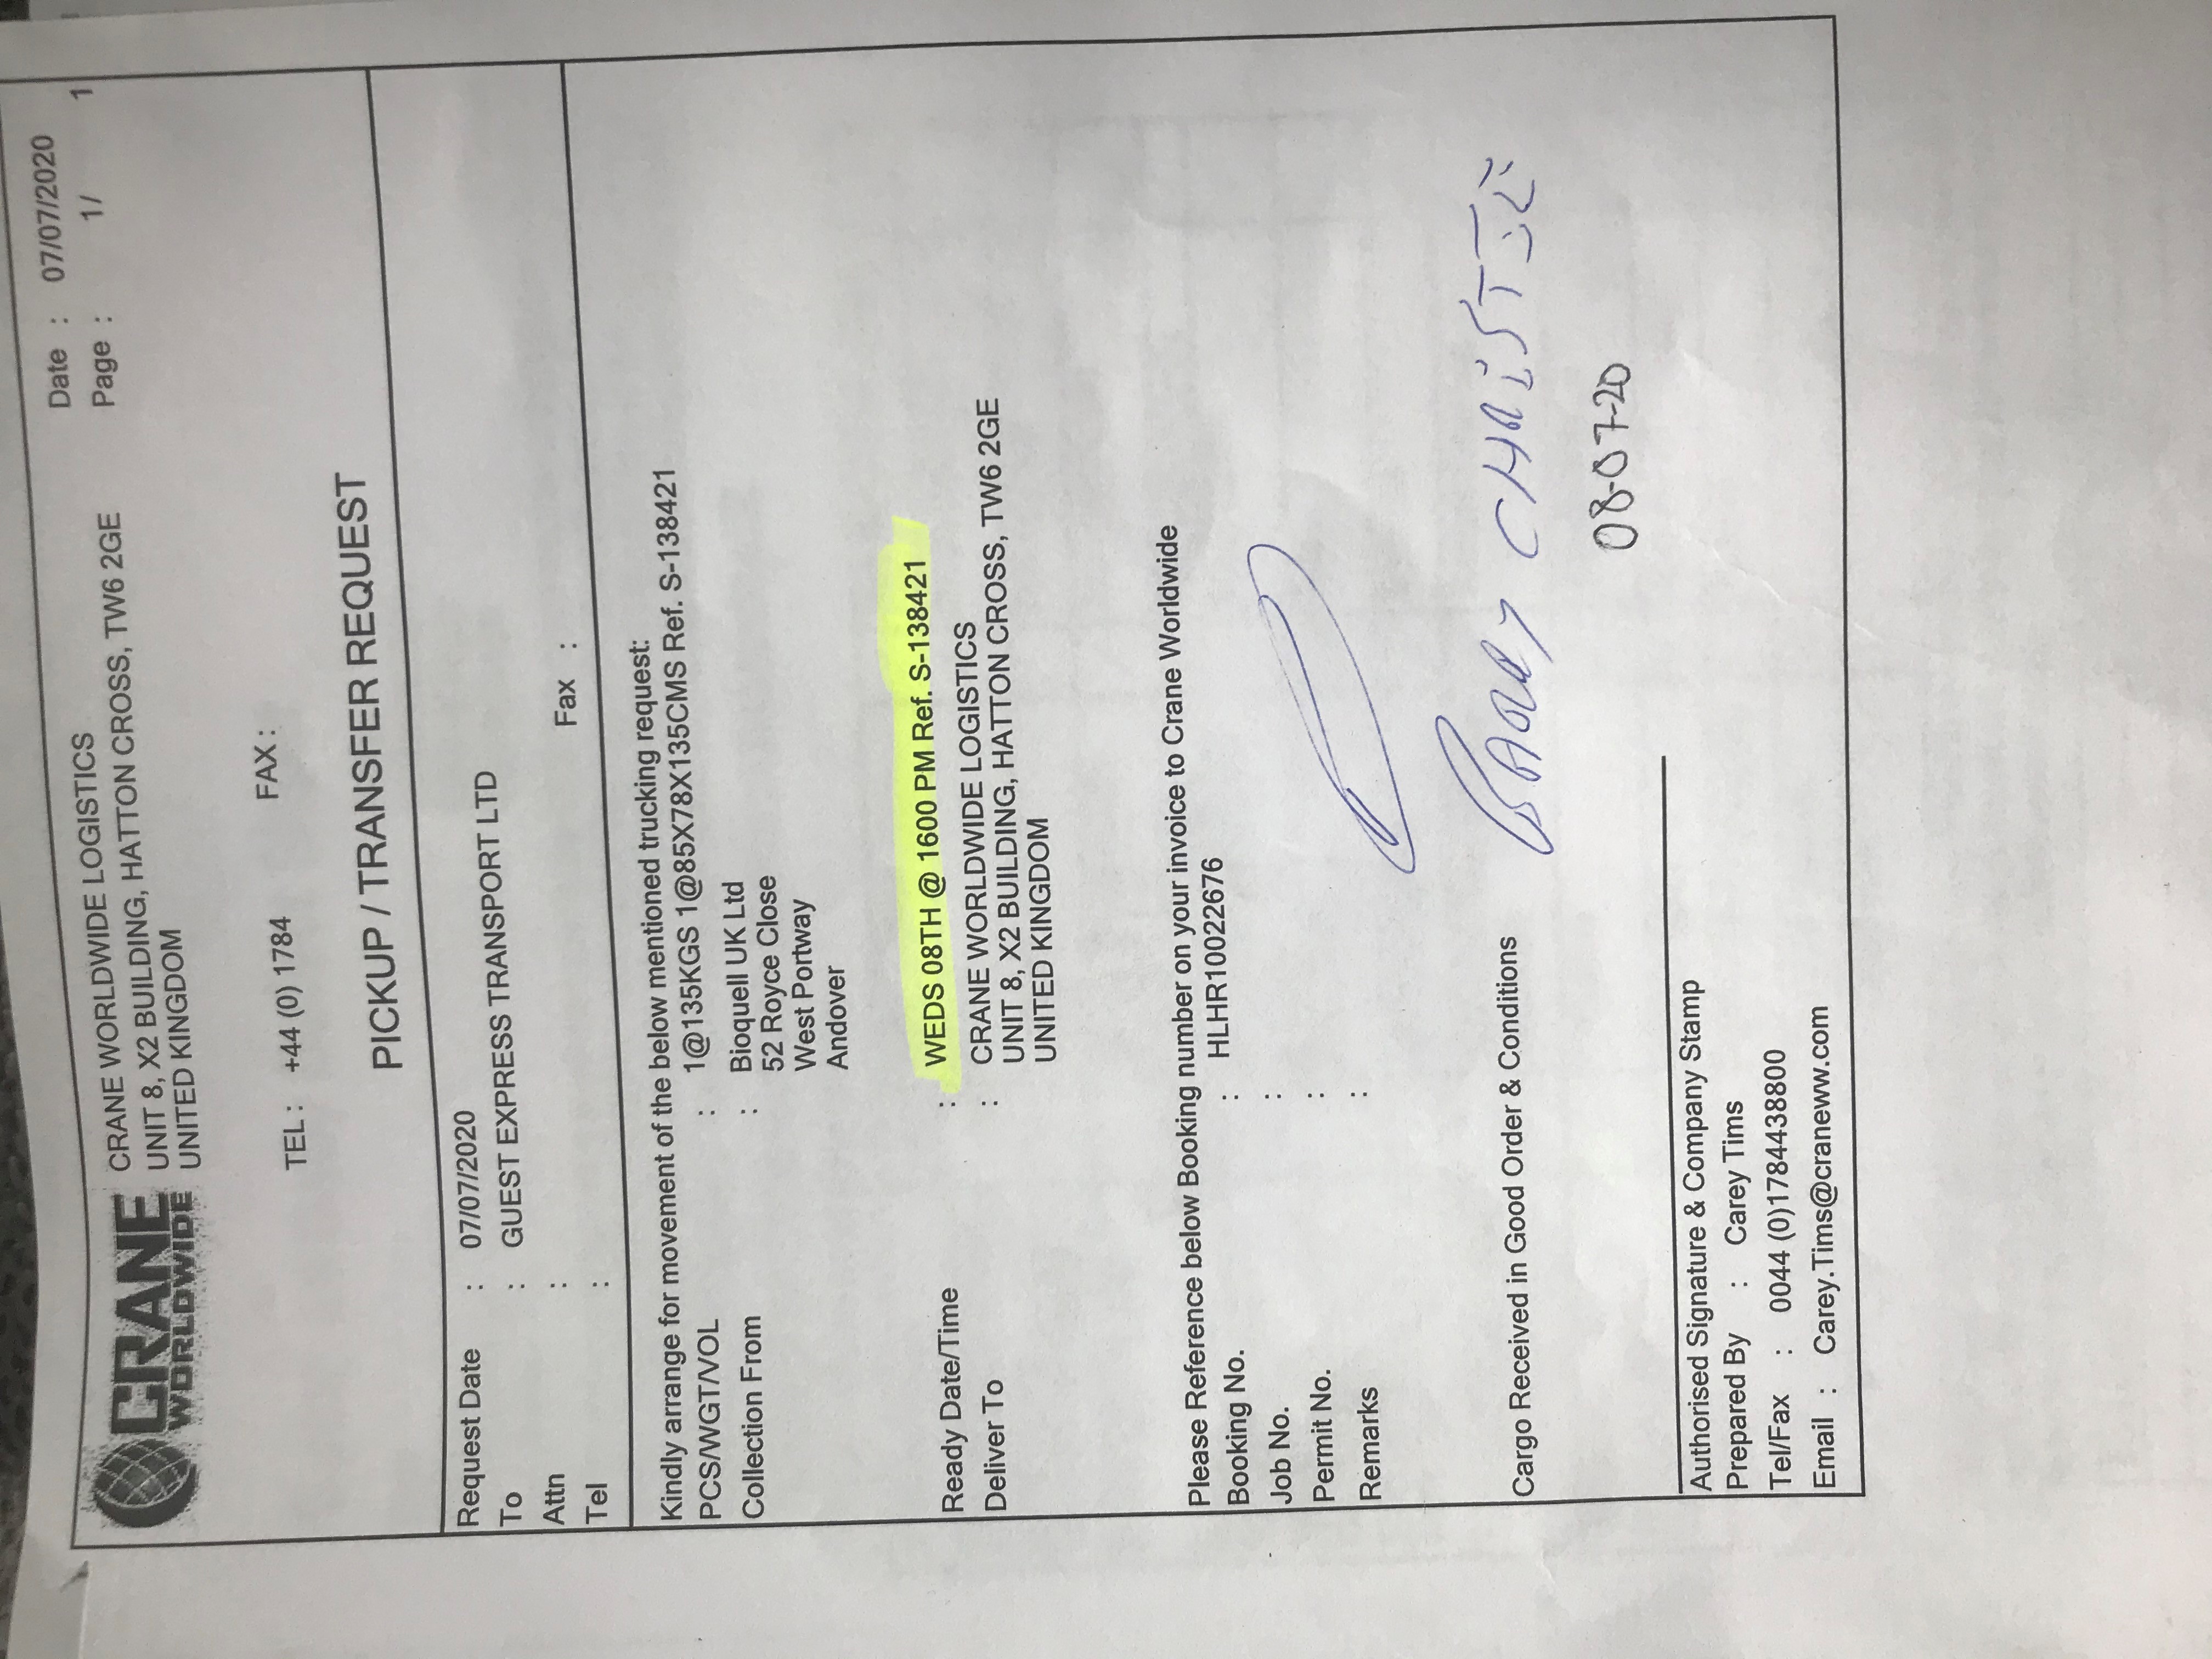 CRANE
WORLDWIDE
CRANE WORLDWIDE LOGISTICS
UNIT 8, X2 BUILDING, HATTON CROSS, TW6 2GE
UNITED KINGDOM
Date : 07/07/2020
Page : 1/ 1
TEL : +44 (0) 1784 FAX :
PICKUP / TRANSFER REQUEST
Request Date : 07/07/2020
To : GUEST EXPRESS TRANSPORT LTD
Attn :
Tel : Fax :
Kindly arrange for movement of the below mentioned trucking request:
PCS/WGT/VOL : 1@135KGS 1@85X78X135CMS Ref. S-138421
Collection From : Bioquell UK Ltd
52 Royce Close
West Portway
Andover
Ready Date/Time : WEDS 08TH @ 1600 PM Ref. S-138421
Deliver To : CRANE WORLDWIDE LOGISTICS
UNIT 8, X2 BUILDING, HATTON CROSS, TW6 2GE
UNITED KINGDOM
Please Reference below Booking number on your invoice to Crane Worldwide
Booking No. : HLHR10022676
Job No. :
Permit No. :
Remarks :
Cargo Received in Good Order & Conditions
CHRISTIE
08-07-20
Authorised Signature & Company Stamp
Prepared By : Carey Tims
Tel/Fax : 0044 (0)1784438800
Email : Carey.Tims@craneww.com